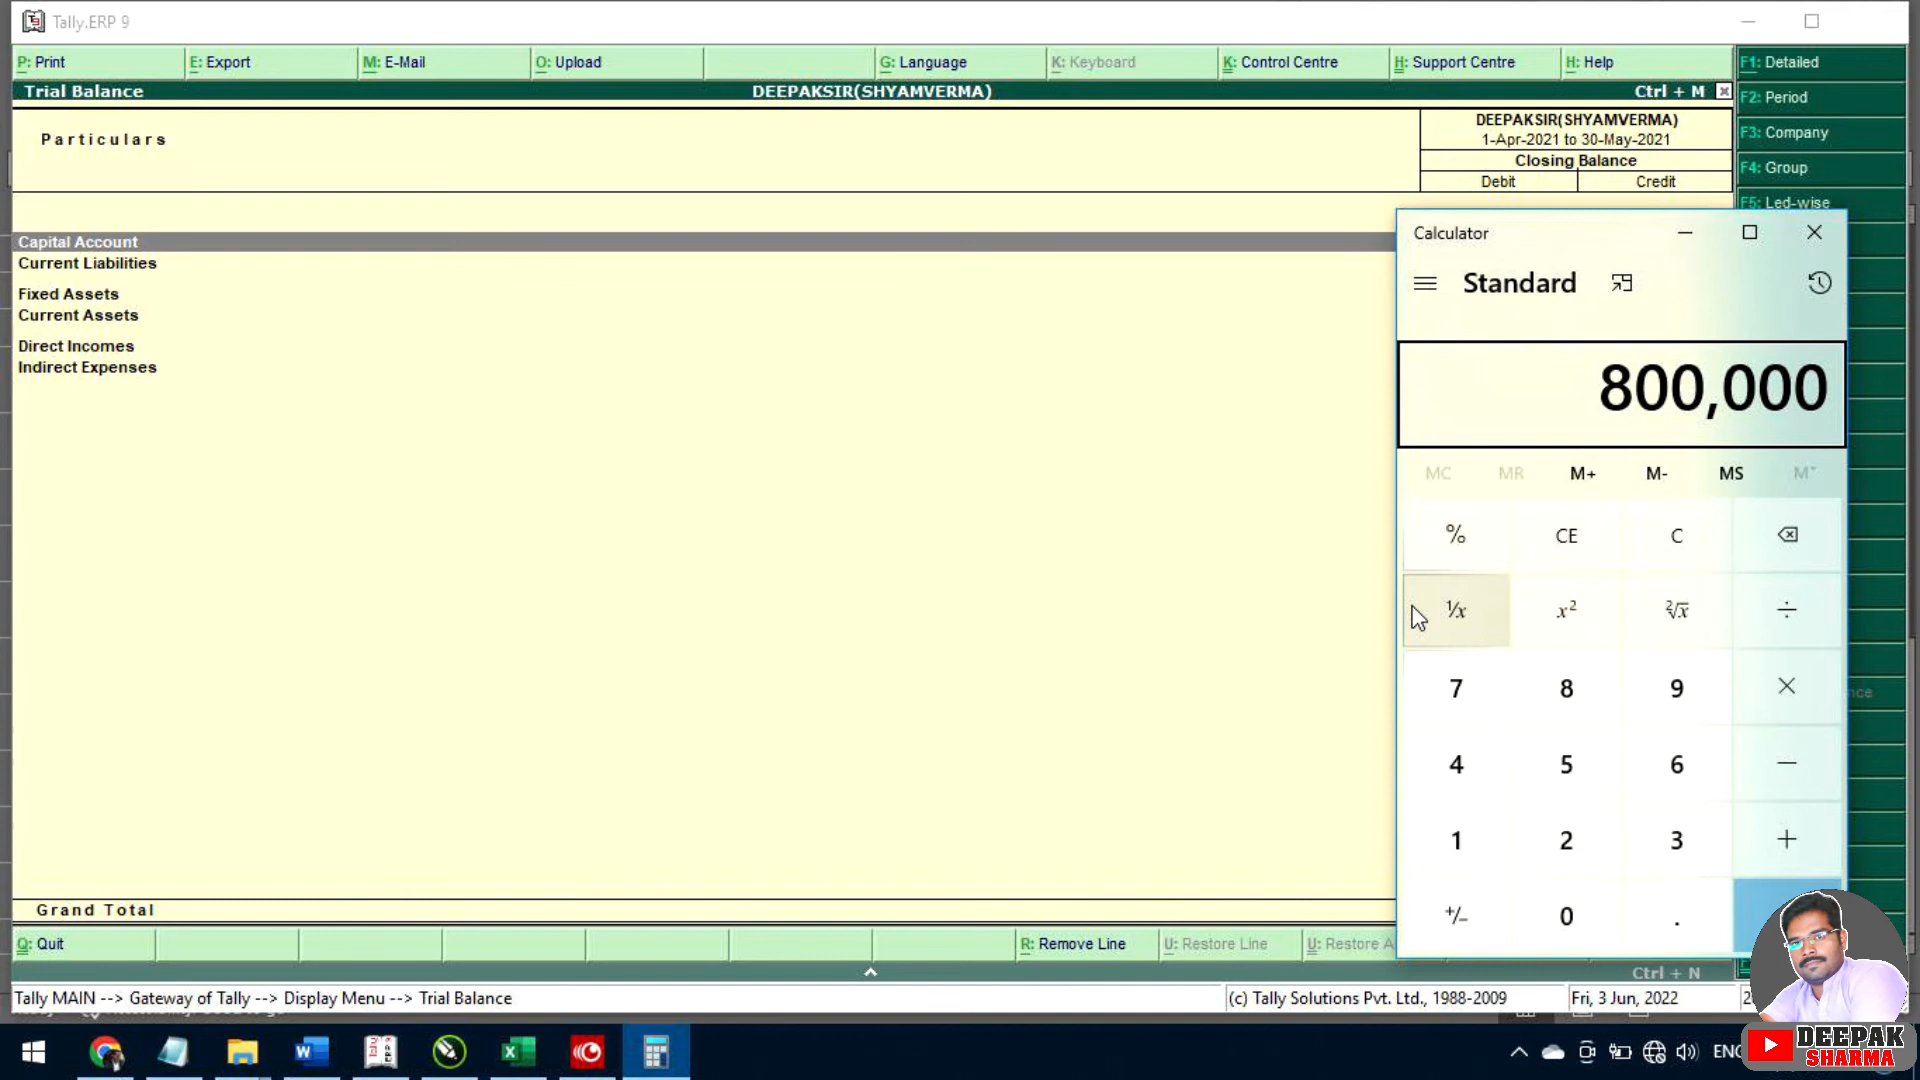 Tally.ERP 9
P: Print E: Export M: E-Mail O: Upload G: Language K: Keyboard K: Control Centre H: Support Centre H: Help
Trial Balance DEEPAKSIR(SHYAMVERMA) Ctrl + M
Particulars
DEEPAKSIR(SHYAMVERMA)
1-Apr-2021 to 30-May-2021
Closing Balance
Debit Credit
F1: Detailed
F2: Period
F3: Company
F4: Group
F5: Led-wise
Capital Account
Current Liabilities
Fixed Assets
Current Assets
Direct Incomes
Indirect Expenses
Calculator
Standard
800,000
MC MR M+ M- MS M
% CE C
1/x x² ²√x ÷
7 8 9 ×
4 5 6 −
1 2 3 +
+/− 0 .
Grand Total
Q: Quit R: Remove Line U: Restore Line U: Restore A
Ctrl + N
Tally MAIN --> Gateway of Tally --> Display Menu --> Trial Balance (c) Tally Solutions Pvt. Ltd., 1988-2009 Fri, 3 Jun, 2022
ENG
DEEPAK
SHARMA